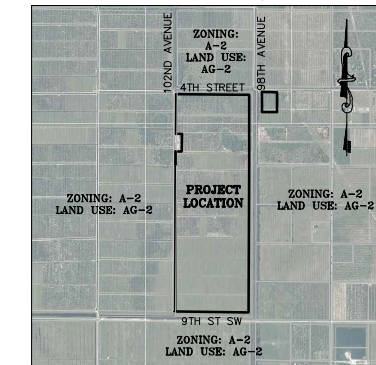 102ND AVENUE
ZONING:
A-2
LAND USE:
AG-2
98TH AVENUE
4TH STREET
ZONING: A-2
LAND USE: AG-2
PROJECT
LOCATION
ZONING: A-2
LAND USE: AG-2
9TH ST SW
ZONING: A-2
LAND USE: AG-2